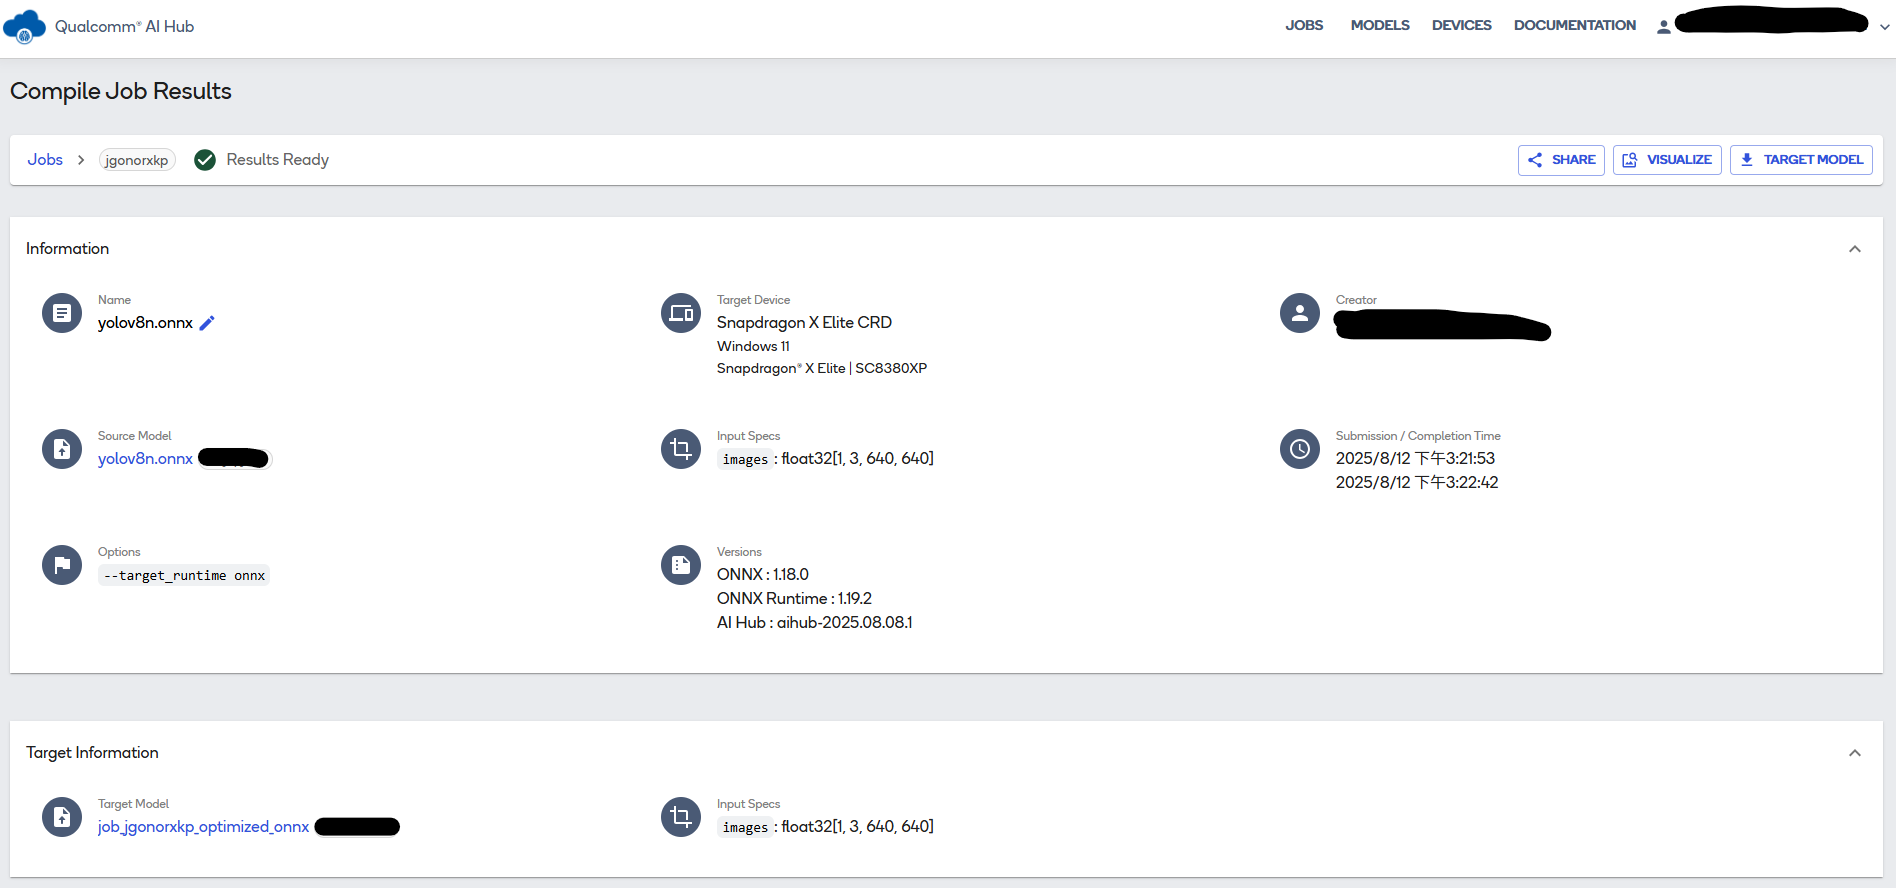 Qualcomm® AI Hub
JOBS MODELS DEVICES DOCUMENTATION
Compile Job Results
Jobs > jgonorxkp Results Ready
SHARE VISUALIZE TARGET MODEL
Information
Name
yolov8n.onnx
Target Device
Snapdragon X Elite CRD
Windows 11
Snapdragon® X Elite | SC8380XP
Creator
Source Model
yolov8n.onnx
Input Specs
images : float32[1, 3, 640, 640]
Submission / Completion Time
2025/8/12 下午3:21:53
2025/8/12 下午3:22:42
Options
--target_runtime onnx
Versions
ONNX : 1.18.0
ONNX Runtime : 1.19.2
AI Hub : aihub-2025.08.08.1
Target Information
Target Model
job_jgonorxkp_optimized_onnx
Input Specs
images : float32[1, 3, 640, 640]